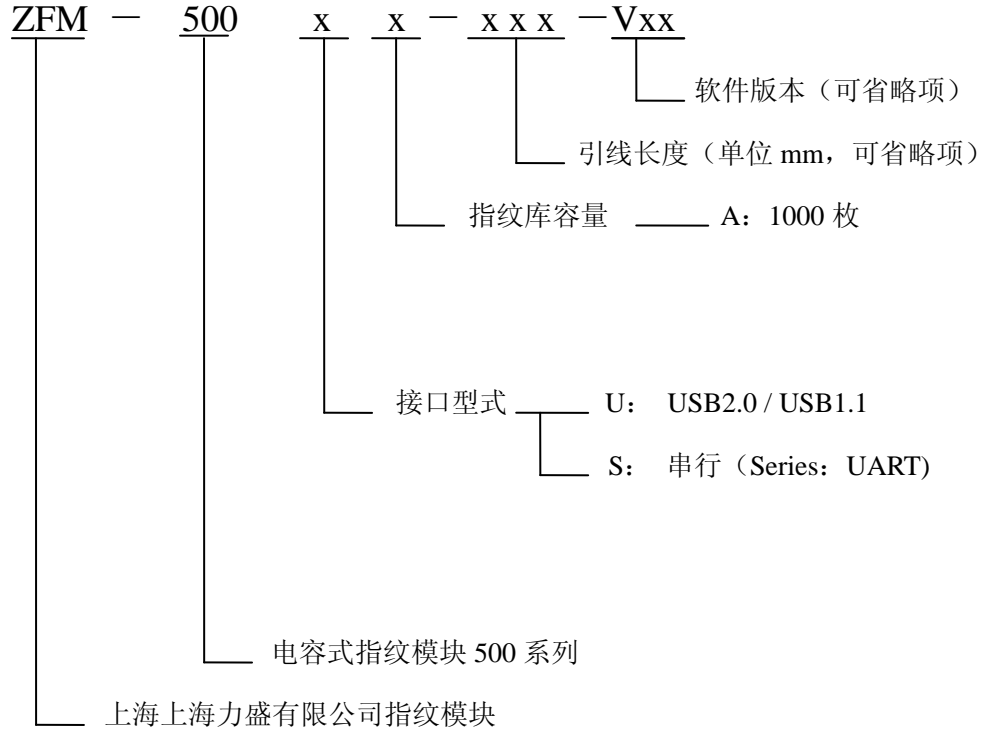 ZFM － 500 x x－ x x x －Vxx
软件版本（可省略项）
引线长度（单位 mm，可省略项）
指纹库容量 A：1000 枚
接口型式 U： USB2.0 / USB1.1
S： 串行（Series：UART)
电容式指纹模块 500 系列
上海上海力盛有限公司指纹模块